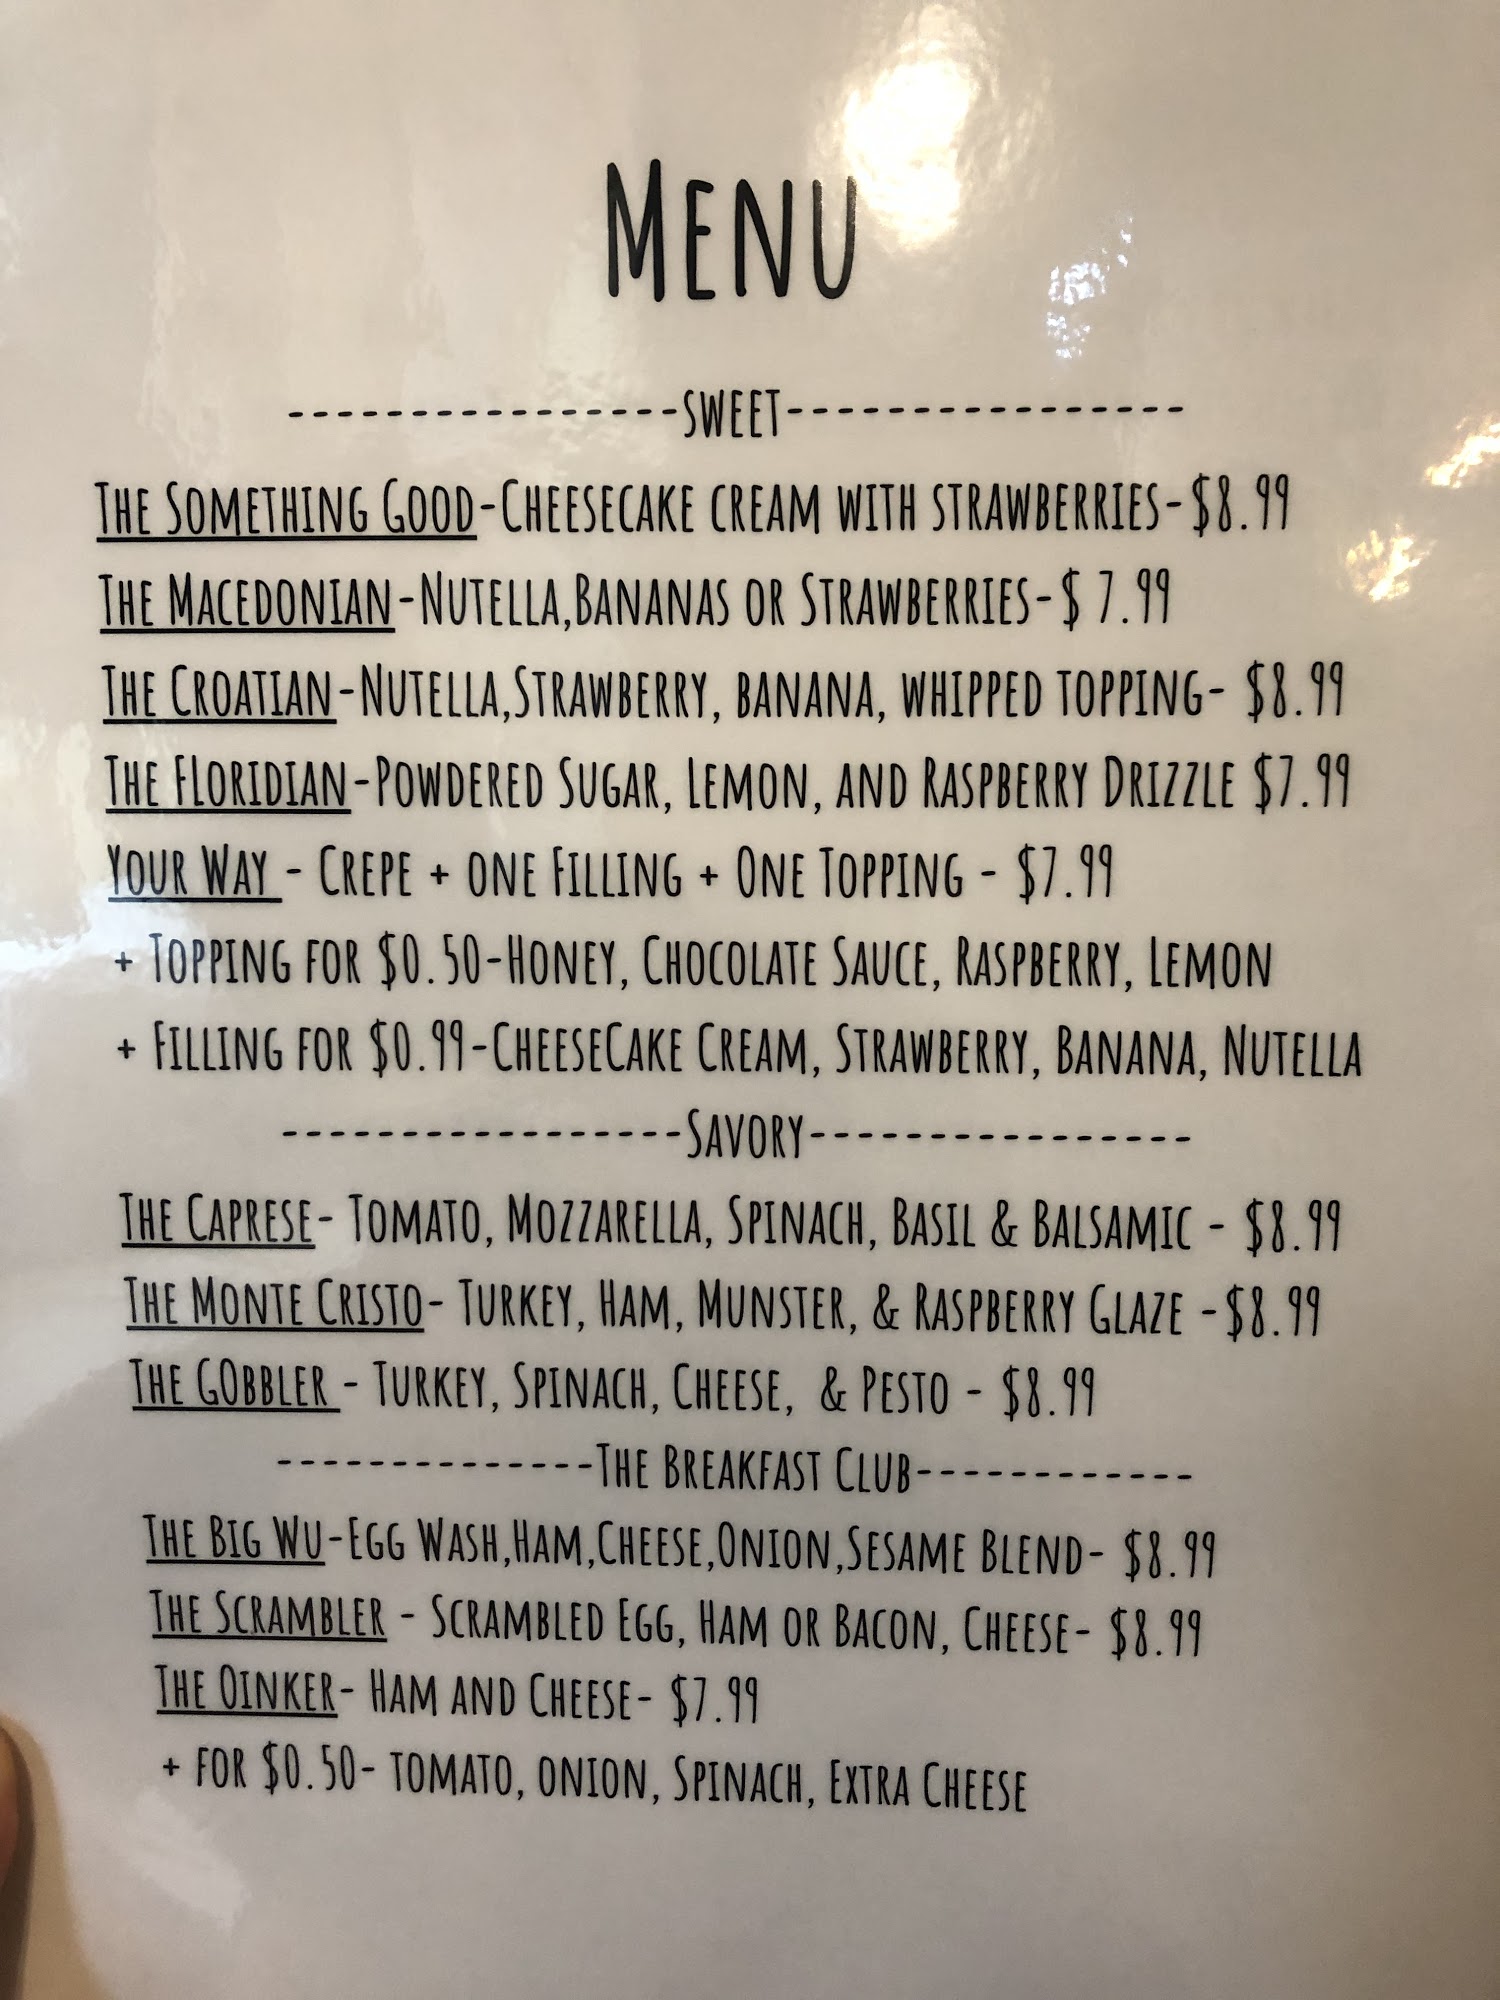 Menu
----------------Sweet----------------
The Something Good-Cheesecake cream with strawberries-$8.99
The Macedonian-Nutella,Bananas or Strawberries-$ 7.99
The Croatian-Nutella,Strawberry, banana, whipped topping- $8.99
The Floridian-Powdered Sugar, Lemon, and Raspberry Drizzle $7.99
Your Way - Crepe + one Filling + One Topping - $7.99
+ Topping for $0.50-Honey, Chocolate Sauce, Raspberry, Lemon
+ Filling for $0.99-CheeseCake Cream, Strawberry, Banana, Nutella
-----------------Savory----------------
The Caprese- Tomato, Mozzarella, Spinach, Basil & Balsamic - $8.99
The Monte Cristo- Turkey, Ham, Munster, & Raspberry Glaze -$8.99
The GObbler - Turkey, Spinach, Cheese, & Pesto - $8.99
--------------The Breakfast Club------------
The Big Wu-Egg Wash,Ham,Cheese,Onion,Sesame Blend- $8.99
The Scrambler - Scrambled Egg, Ham or Bacon, Cheese- $8.99
The Oinker- Ham and Cheese- $7.99
+ for $0.50- tomato, onion, Spinach, Extra Cheese